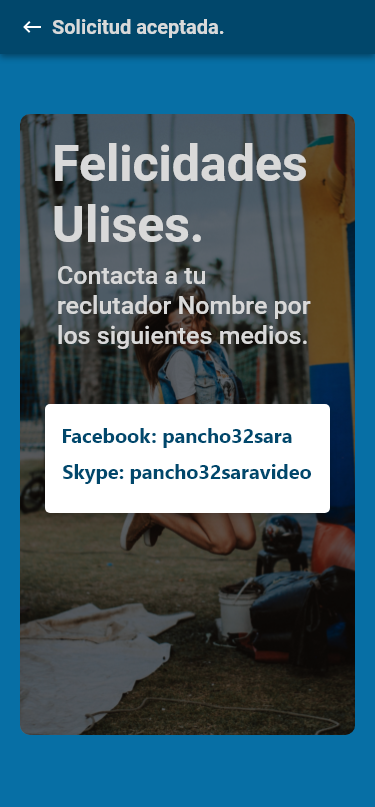 Solicitud aceptada.
Felicidades
Ulises.
Contacta a tu
reclutador Nombre por
los siguientes medios.
Facebook: pancho32sara
Skype: pancho32saravideo